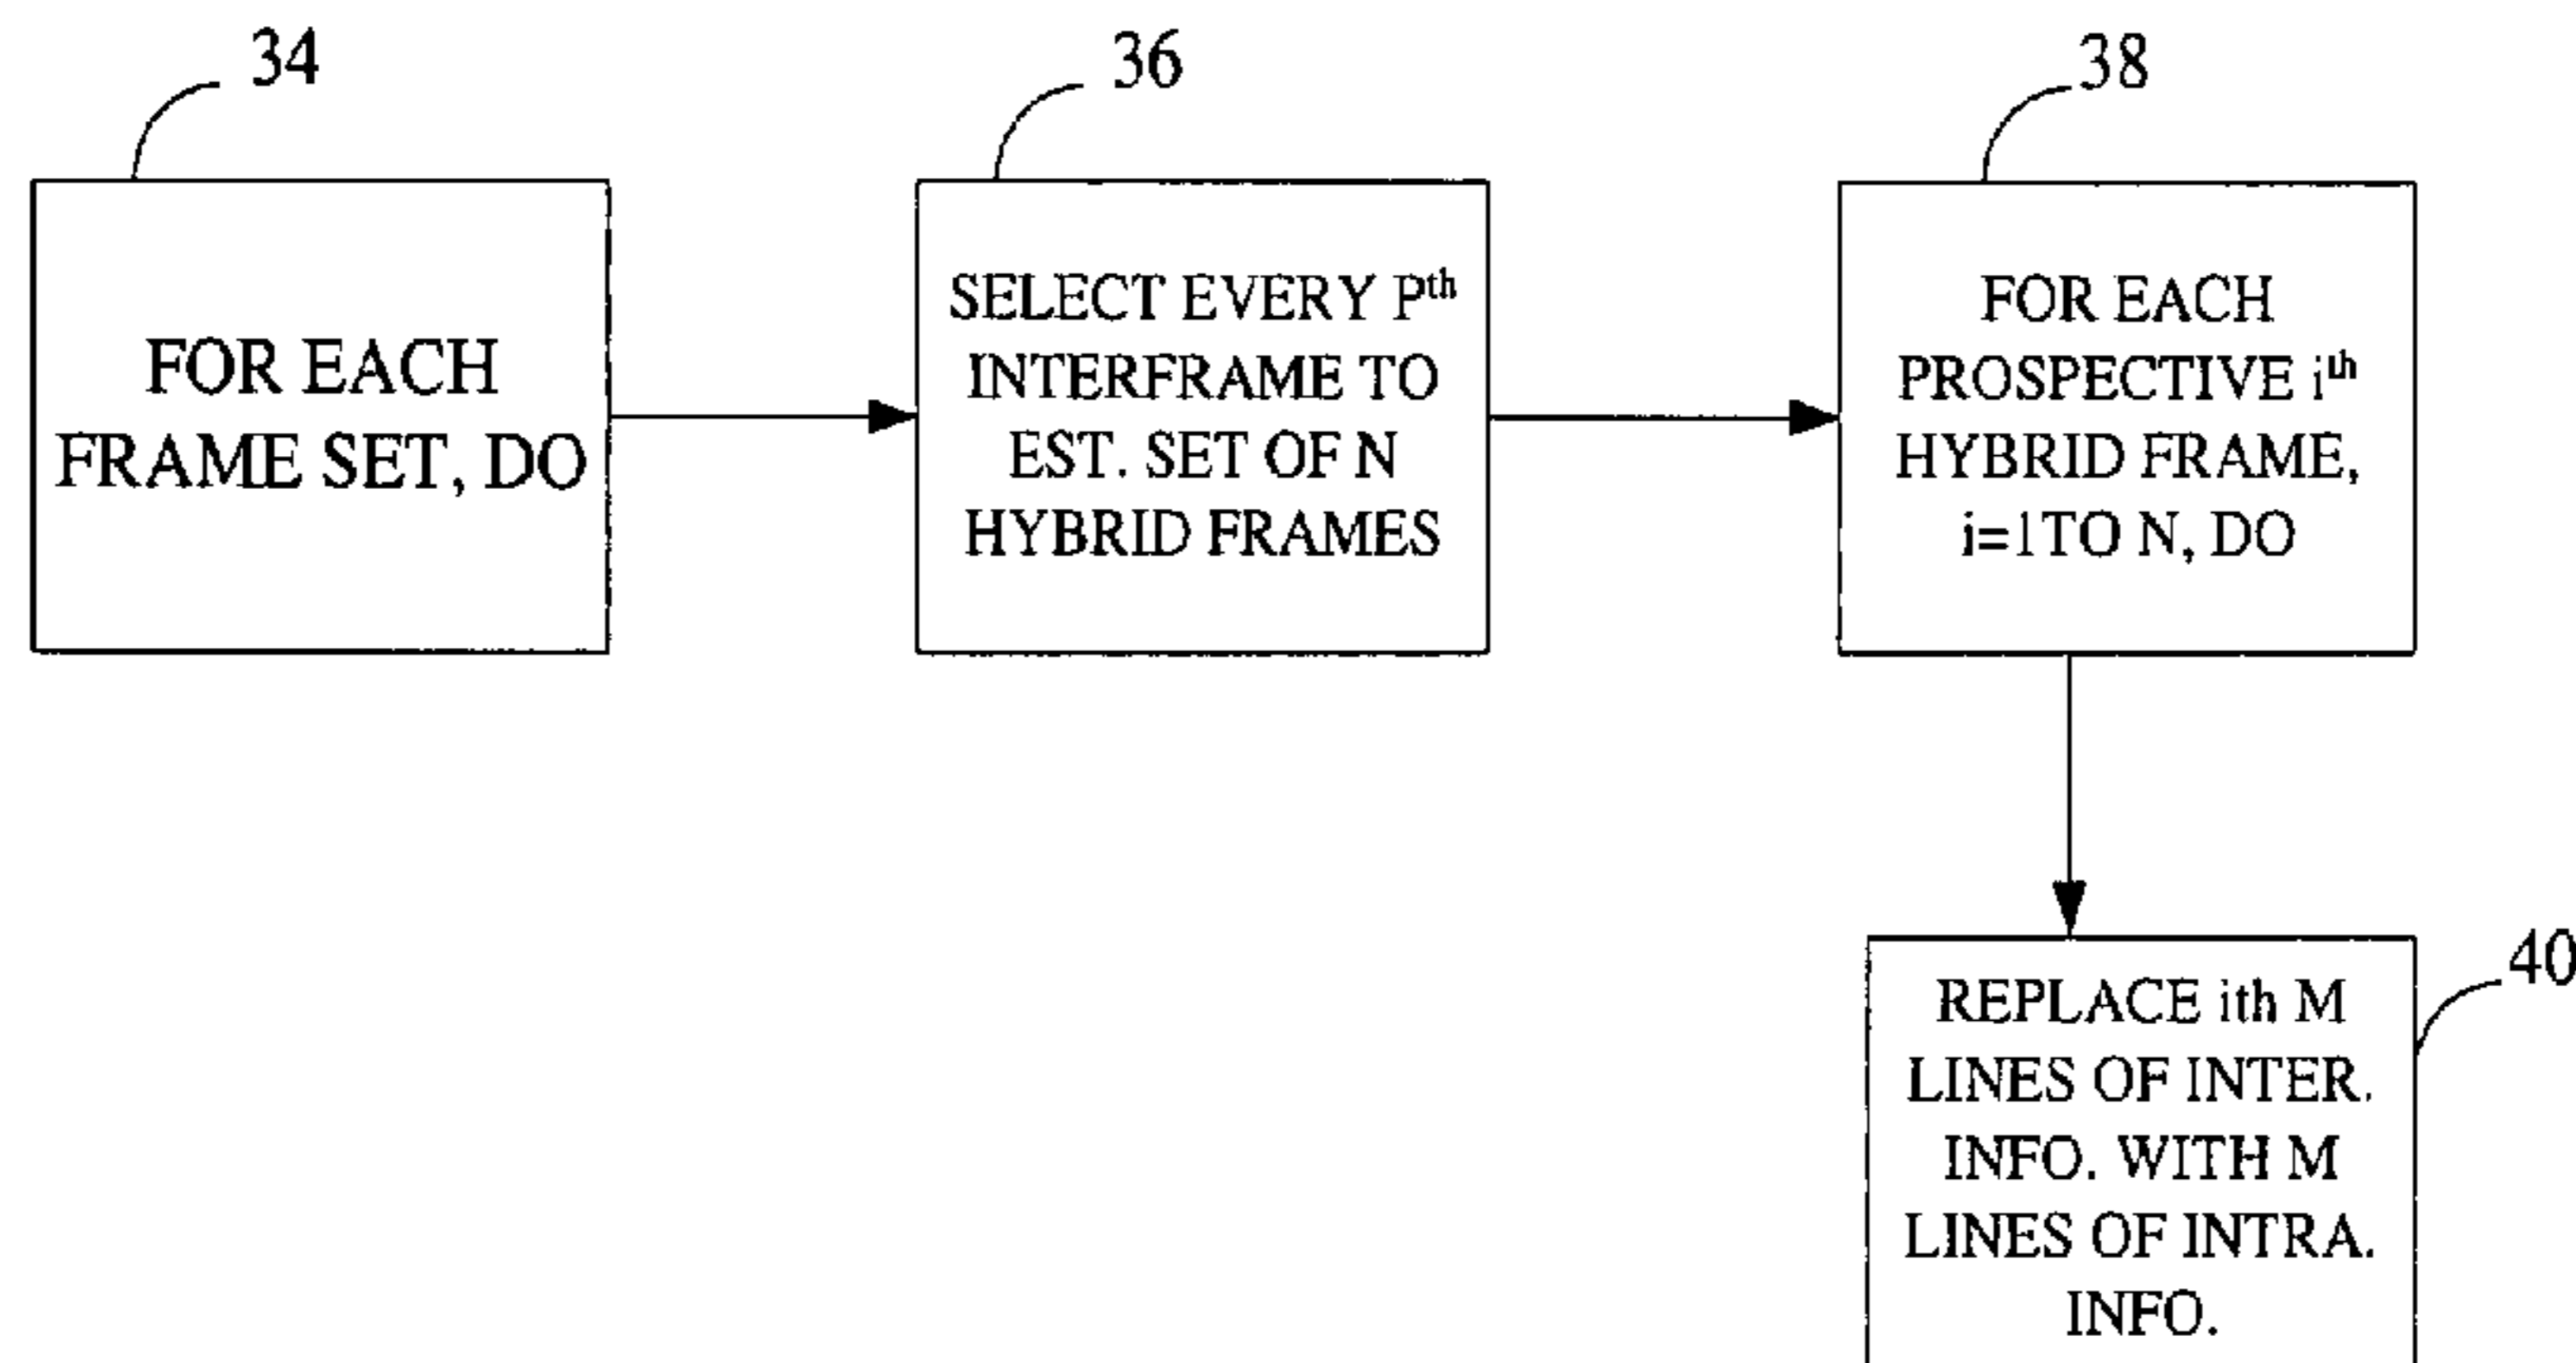 34
FOR EACH
FRAME SET, DO
36
SELECT EVERY Pth
INTERFRAME TO
EST. SET OF N
HYBRID FRAMES
38
FOR EACH
PROSPECTIVE ith
HYBRID FRAME,
i=1TO N, DO
40
REPLACE ith M
LINES OF INTER.
INFO. WITH M
LINES OF INTRA.
INFO.